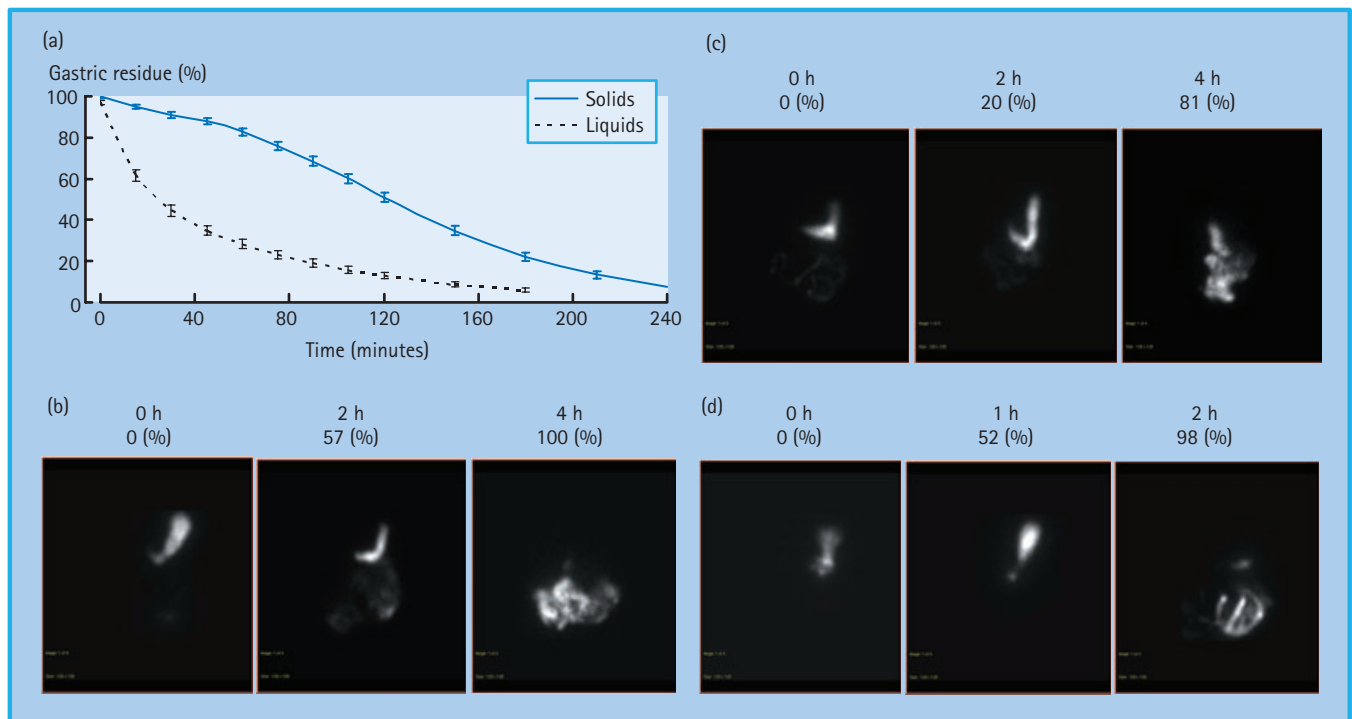 (a)
Gastric residue (%)
100
80
60
40
20
0
Solids
Liquids
0 40 80 120 160 200 240
Time (minutes)
(b)
0 h 2 h 4 h
0 (%) 57 (%) 100 (%)
(c)
0 h 2 h 4 h
0 (%) 20 (%) 81 (%)
(d)
0 h 1 h 2 h
0 (%) 52 (%) 98 (%)